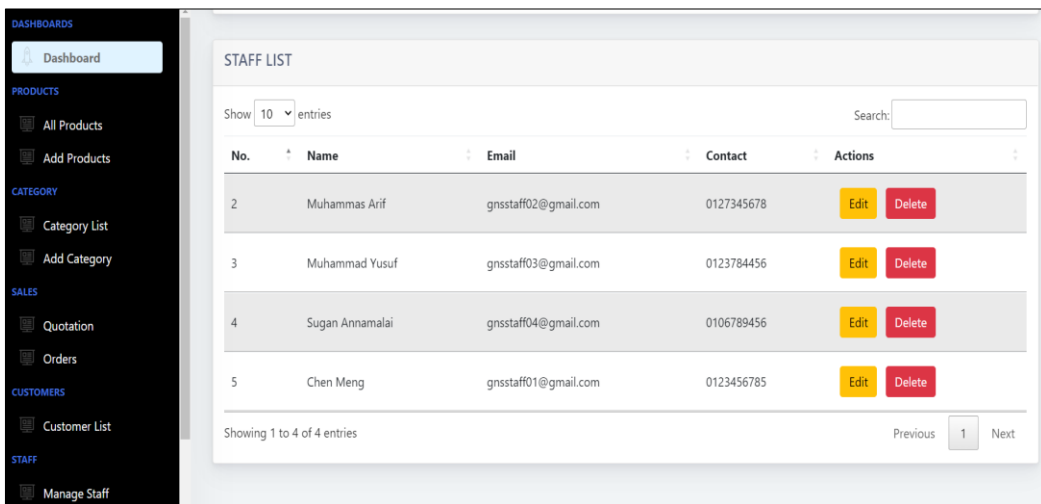 DASHBOARDS
Dashboard
PRODUCTS
All Products
Add Products
CATEGORY
Category List
Add Category
SALES
Quotation
Orders
CUSTOMERS
Customer List
STAFF
Manage Staff
STAFF LIST
Show 10 entries
Search:
No. Name Email Contact Actions
2 Muhammas Arif gnsstaff02@gmail.com 0127345678 Edit Delete
3 Muhammad Yusuf gnsstaff03@gmail.com 0123784456 Edit Delete
4 Sugan Annamalai gnsstaff04@gmail.com 0106789456 Edit Delete
5 Chen Meng gnsstaff01@gmail.com 0123456785 Edit Delete
Showing 1 to 4 of 4 entries
Previous 1 Next